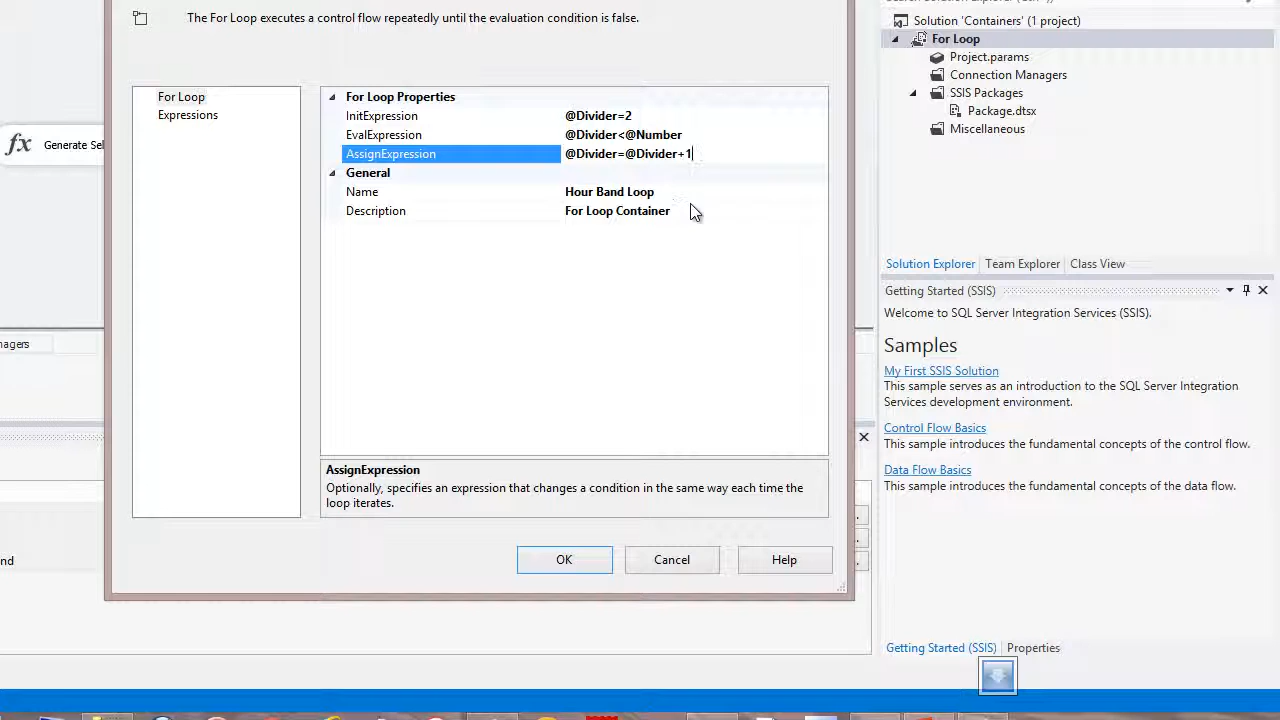 The For Loop executes a control flow repeatedly until the evaluation condition is false.
For Loop
Expressions
For Loop Properties
InitExpression @Divider=2
EvalExpression @Divider<@Number
AssignExpression @Divider=@Divider+1
General
Name Hour Band Loop
Description For Loop Container
AssignExpression
Optionally, specifies an expression that changes a condition in the same way each time the
loop iterates.
OK Cancel Help
fx Generate Sel
nagers
nd
Solution 'Containers' (1 project)
For Loop
Project.params
Connection Managers
SSIS Packages
Package.dtsx
Miscellaneous
Solution Explorer Team Explorer Class View
Getting Started (SSIS)
Welcome to SQL Server Integration Services (SSIS).
Samples
My First SSIS Solution
This sample serves as an introduction to the SQL Server Integration
Services development environment.
Control Flow Basics
This sample introduces the fundamental concepts of the control flow.
Data Flow Basics
This sample introduces the fundamental concepts of the data flow.
Getting Started (SSIS) Properties